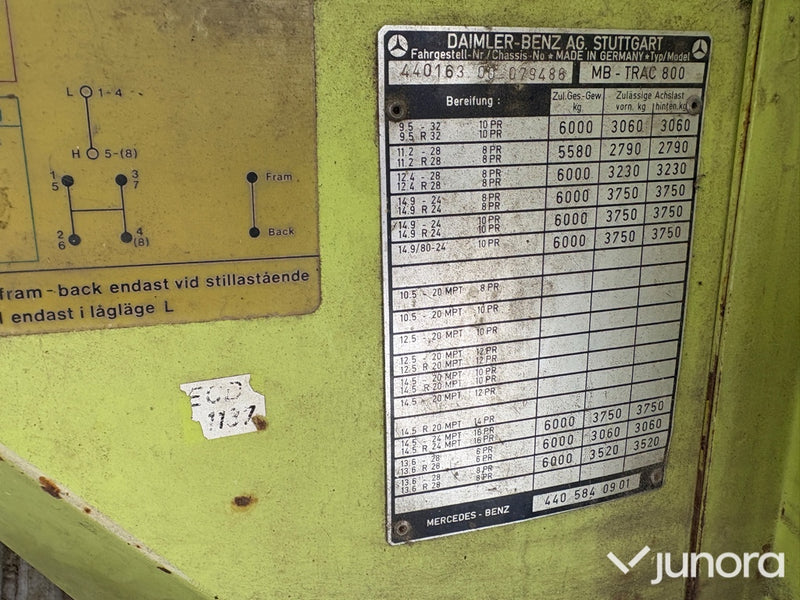 L 1-4
H 5-(8)
1 3
5 7
2 4
6 (8)
Fram
Back
fram - back endast vid stillastående
endast i lågläge L
ECD
1137
DAIMLER-BENZ AG. STUTTGART
Fahrgestell-Nr/Chassis-No ★ MADE IN GERMANY ★ Typ/Model
440163 00 079488 MB - TRAC 800
Bereifung : Zul.Ges-Gew. kg Zulässige Achslast vorn. kg hinten.kg
9.5 - 32 10 PR
9.5 R 32 10 PR 6000 3060 3060
11.2 - 28 8 PR
11.2 R 28 8 PR 5580 2790 2790
12.4 - 28 8 PR
12.4 R 28 8 PR 6000 3230 3230
14.9 - 24 8 PR
14.9 R 24 8 PR 6000 3750 3750
14.9 - 24 10 PR
14.9 R 24 10 PR 6000 3750 3750
14.9/80-24 10 PR 6000 3750 3750
10.5 - 20 MPT 8 PR
10.5 - 20 MPT 10 PR
12.5 - 20 MPT 10 PR
12.5 - 20 MPT 12 PR
12.5 R 20 MPT 12 PR
14.5 - 20 MPT 10 PR
14.5 R 20 MPT 10 PR
14.5 - 20 MPT 12 PR
14.5 R 20 MPT 14 PR 6000 3750 3750
14.5 - 24 MPT 16 PR
14.5 R 24 MPT 16 PR 6000 3060 3060
13.6 - 28 6 PR
13.6 R 28 6 PR 6000 3520 3520
13.6 - 28 8 PR
13.6 R 28 8 PR
MERCEDES - BENZ 440 584 09 01
junora